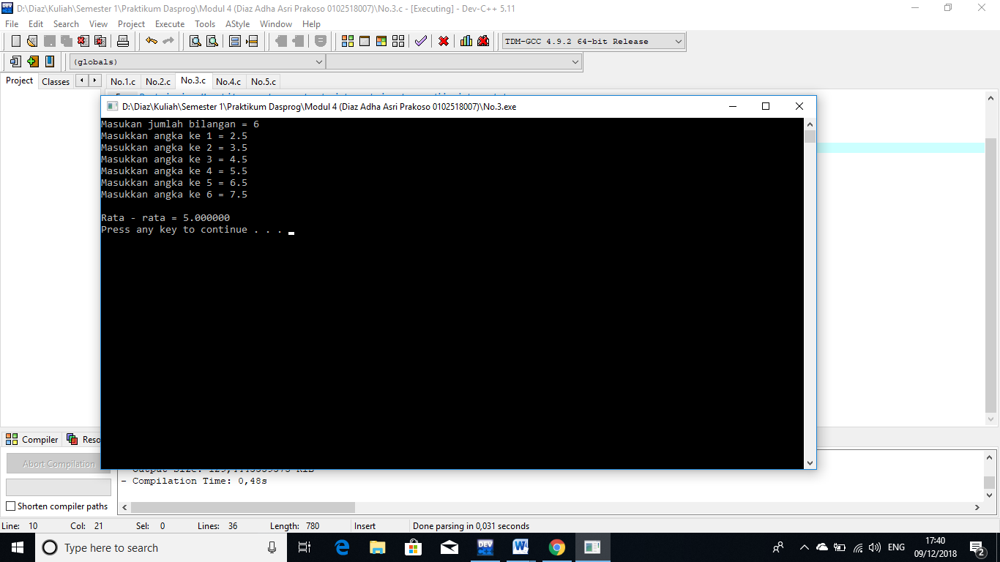 D:\Diaz\Kuliah\Semester 1\Praktikum Dasprog\Modul 4 (Diaz Adha Asri Prakoso 0102518007)\No.3.c - [Executing] - Dev-C++ 5.11
File Edit Search View Project Execute Tools AStyle Window Help
TDM-GCC 4.9.2 64-bit Release
(globals)
Project Classes No.1.c No.2.c No.3.c No.4.c No.5.c
D:\Diaz\Kuliah\Semester 1\Praktikum Dasprog\Modul 4 (Diaz Adha Asri Prakoso 0102518007)\No.3.exe
Masukan jumlah bilangan = 6
Masukkan angka ke 1 = 2.5
Masukkan angka ke 2 = 3.5
Masukkan angka ke 3 = 4.5
Masukkan angka ke 4 = 5.5
Masukkan angka ke 5 = 6.5
Masukkan angka ke 6 = 7.5
Rata - rata = 5.000000
Press any key to continue . . .
Compiler Reso
Abort Compilation
- Compilation Time: 0,48s
Shorten compiler paths
Line: 10 Col: 21 Sel: 0 Lines: 36 Length: 780 Insert Done parsing in 0,031 seconds
Type here to search
DEV
ENG
17:40
09/12/2018
2